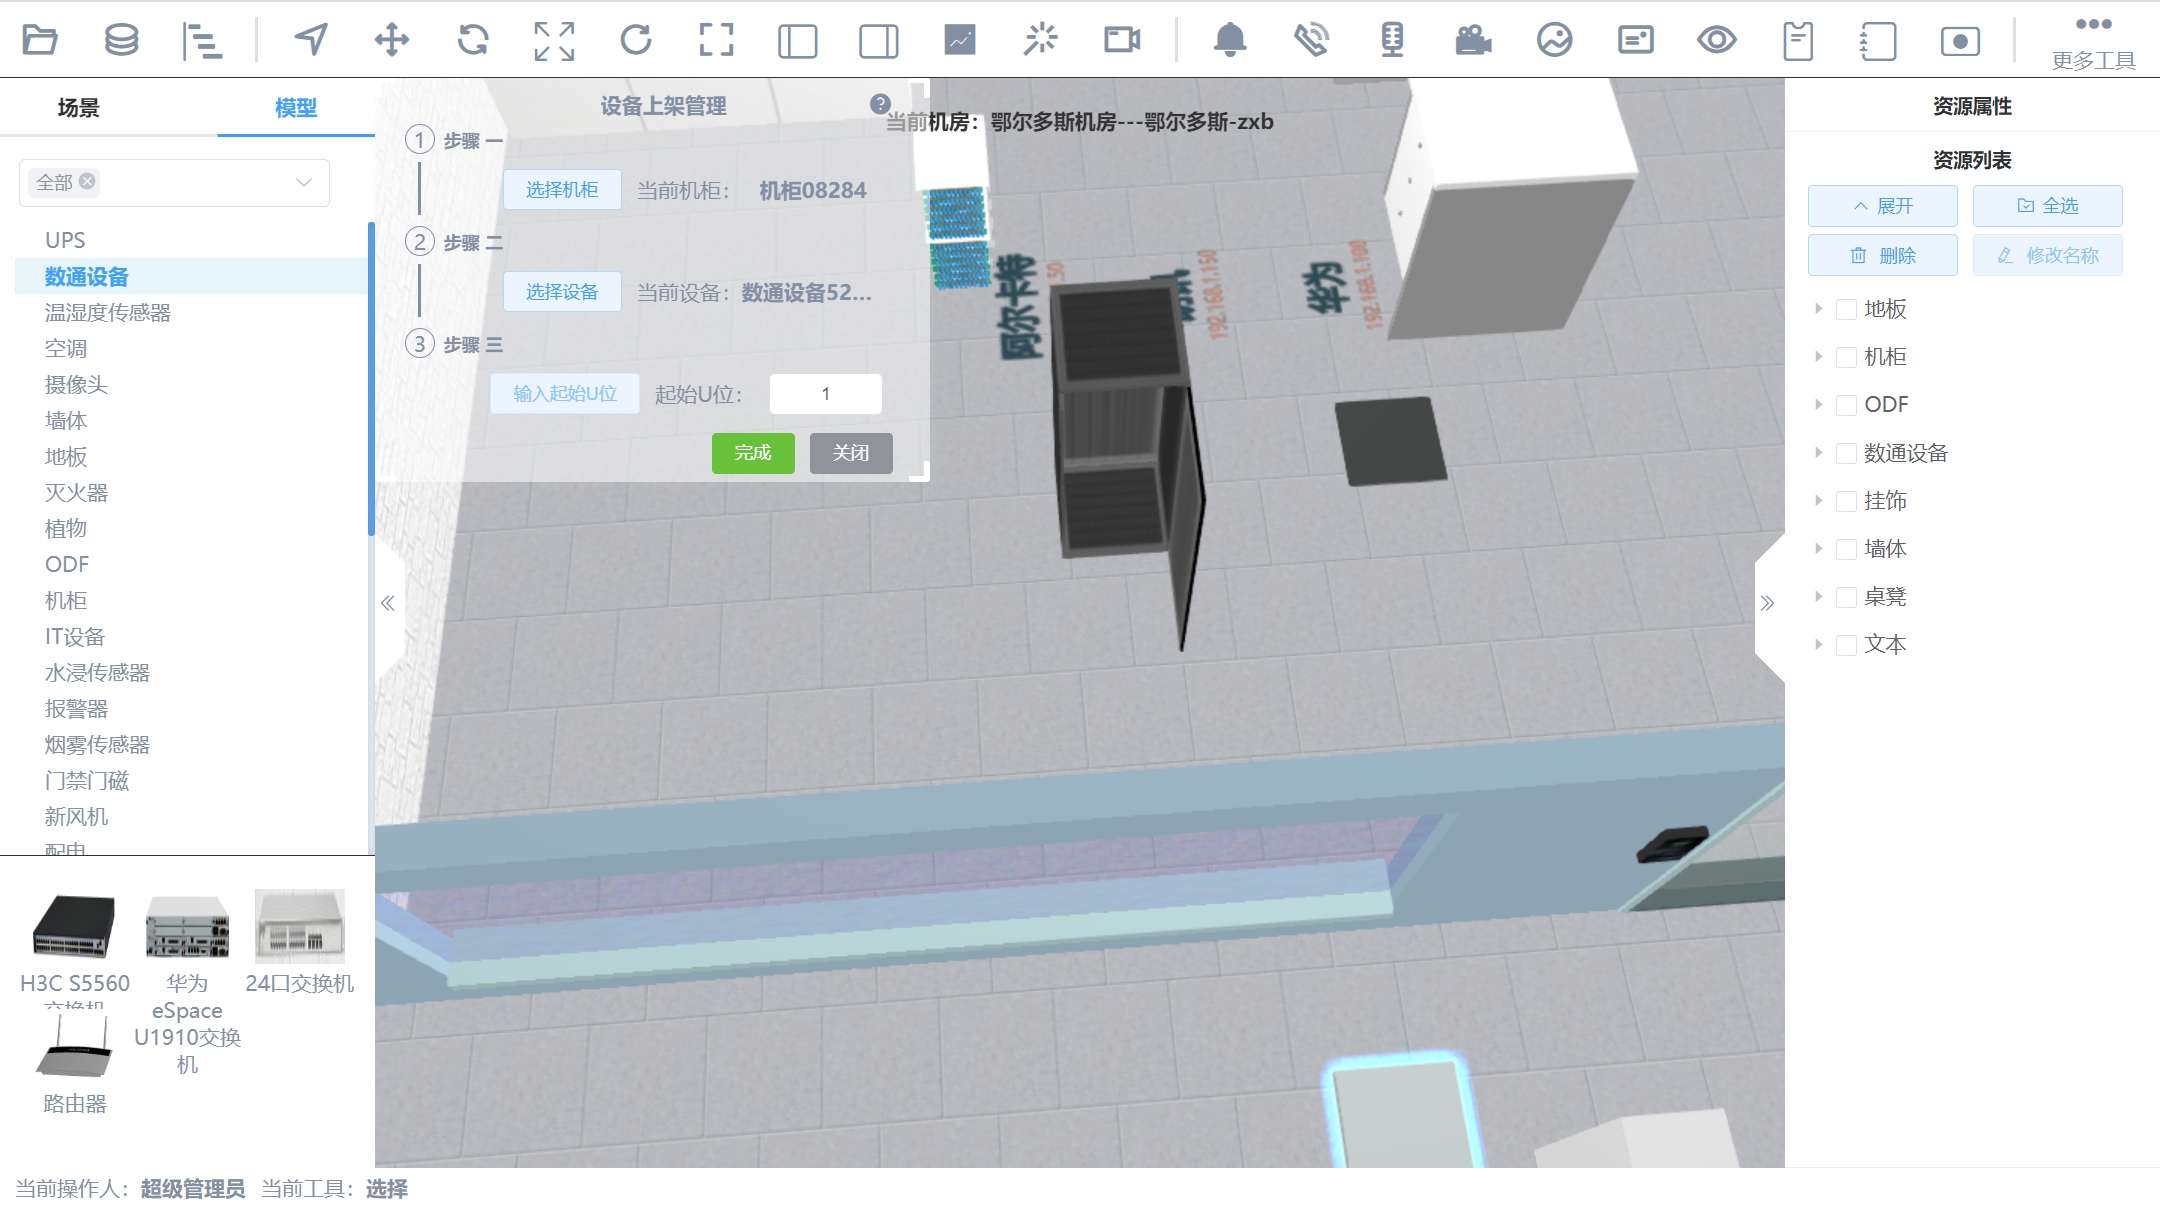 更多工具
场景
模型
全部
UPS
数通设备
温湿度传感器
空调
摄像头
墙体
地板
灭火器
植物
ODF
机柜
IT设备
水浸传感器
报警器
烟雾传感器
门禁门磁
新风机
配电
H3C S5560
交换机
华为
eSpace
U1910交换
机
24口交换机
路由器
当前操作人：超级管理员 当前工具：选择
设备上架管理
?
1 步骤 一
选择机柜 当前机柜： 机柜08284
2 步骤 二
选择设备 当前设备：数通设备52...
3 步骤 三
输入起始U位 起始U位： 1
完成 关闭
当前机房：鄂尔多斯机房---鄂尔多斯-zxb
阿尔卡特
50
192.168.1.150
华为
192.168.1.100
资源属性
资源列表
展开 全选
删除 修改名称
地板
机柜
ODF
数通设备
挂饰
墙体
桌凳
文本